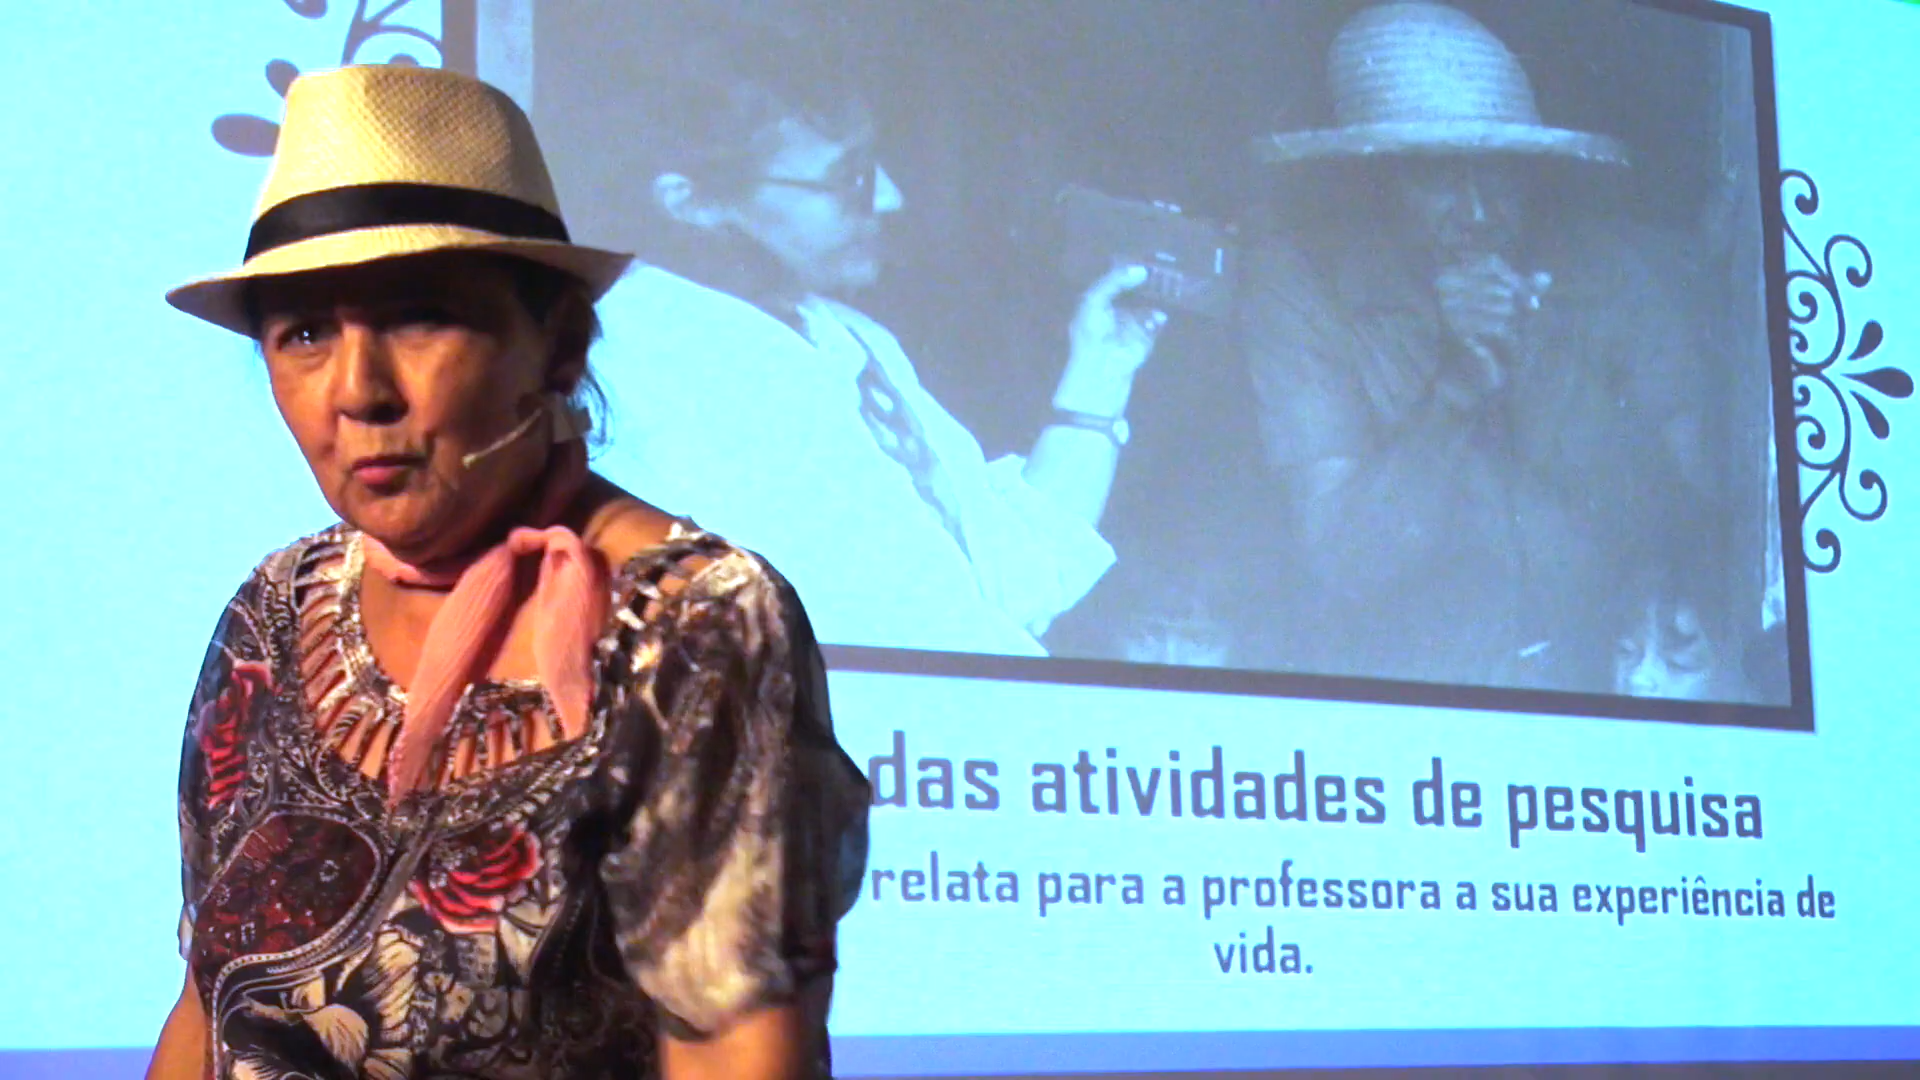 das atividades de pesquisa
relata para a professora a sua experiência de
vida.